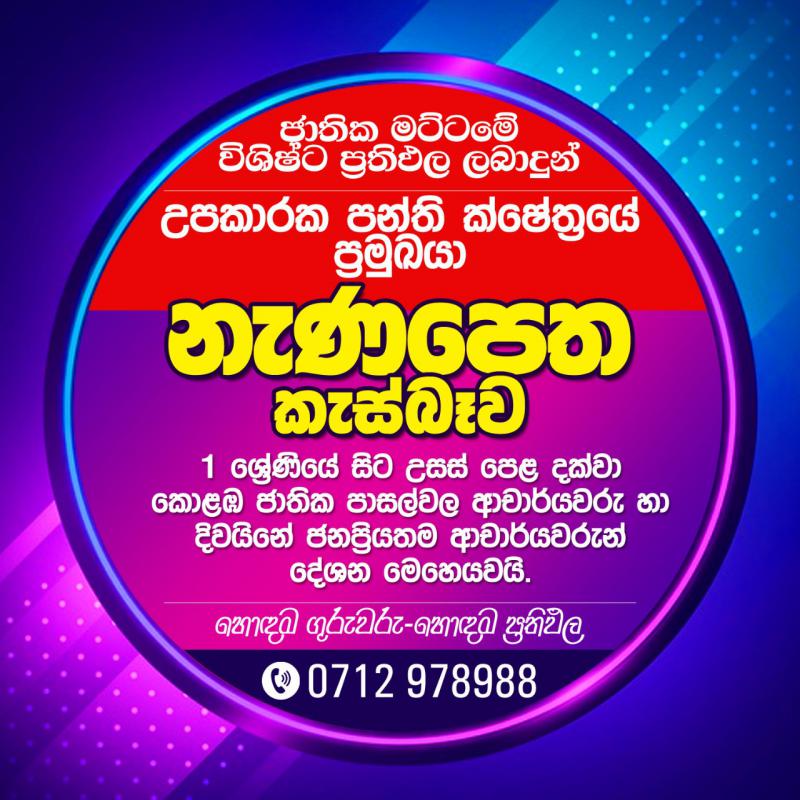 ජාතික මට්ටමේ
විශිෂ්ට ප්‍රතිඵල ලබාදුන්
උපකාරක පන්ති ක්ෂේත්‍රයේ
ප්‍රමුඛයා
නැණපෙත
කැස්බෑව
1 ශ්‍රේණියේ සිට උසස් පෙළ දක්වා
කොළඹ ජාතික පාසල්වල ආචාර්යවරු හා
දිවයිනේ ජනප්‍රියතම ආචාර්යවරුන්
දේශන මෙහෙයවයි.
හොඳම ගුරුවරු-හොඳම ප්‍රතිඵල
0712 978988